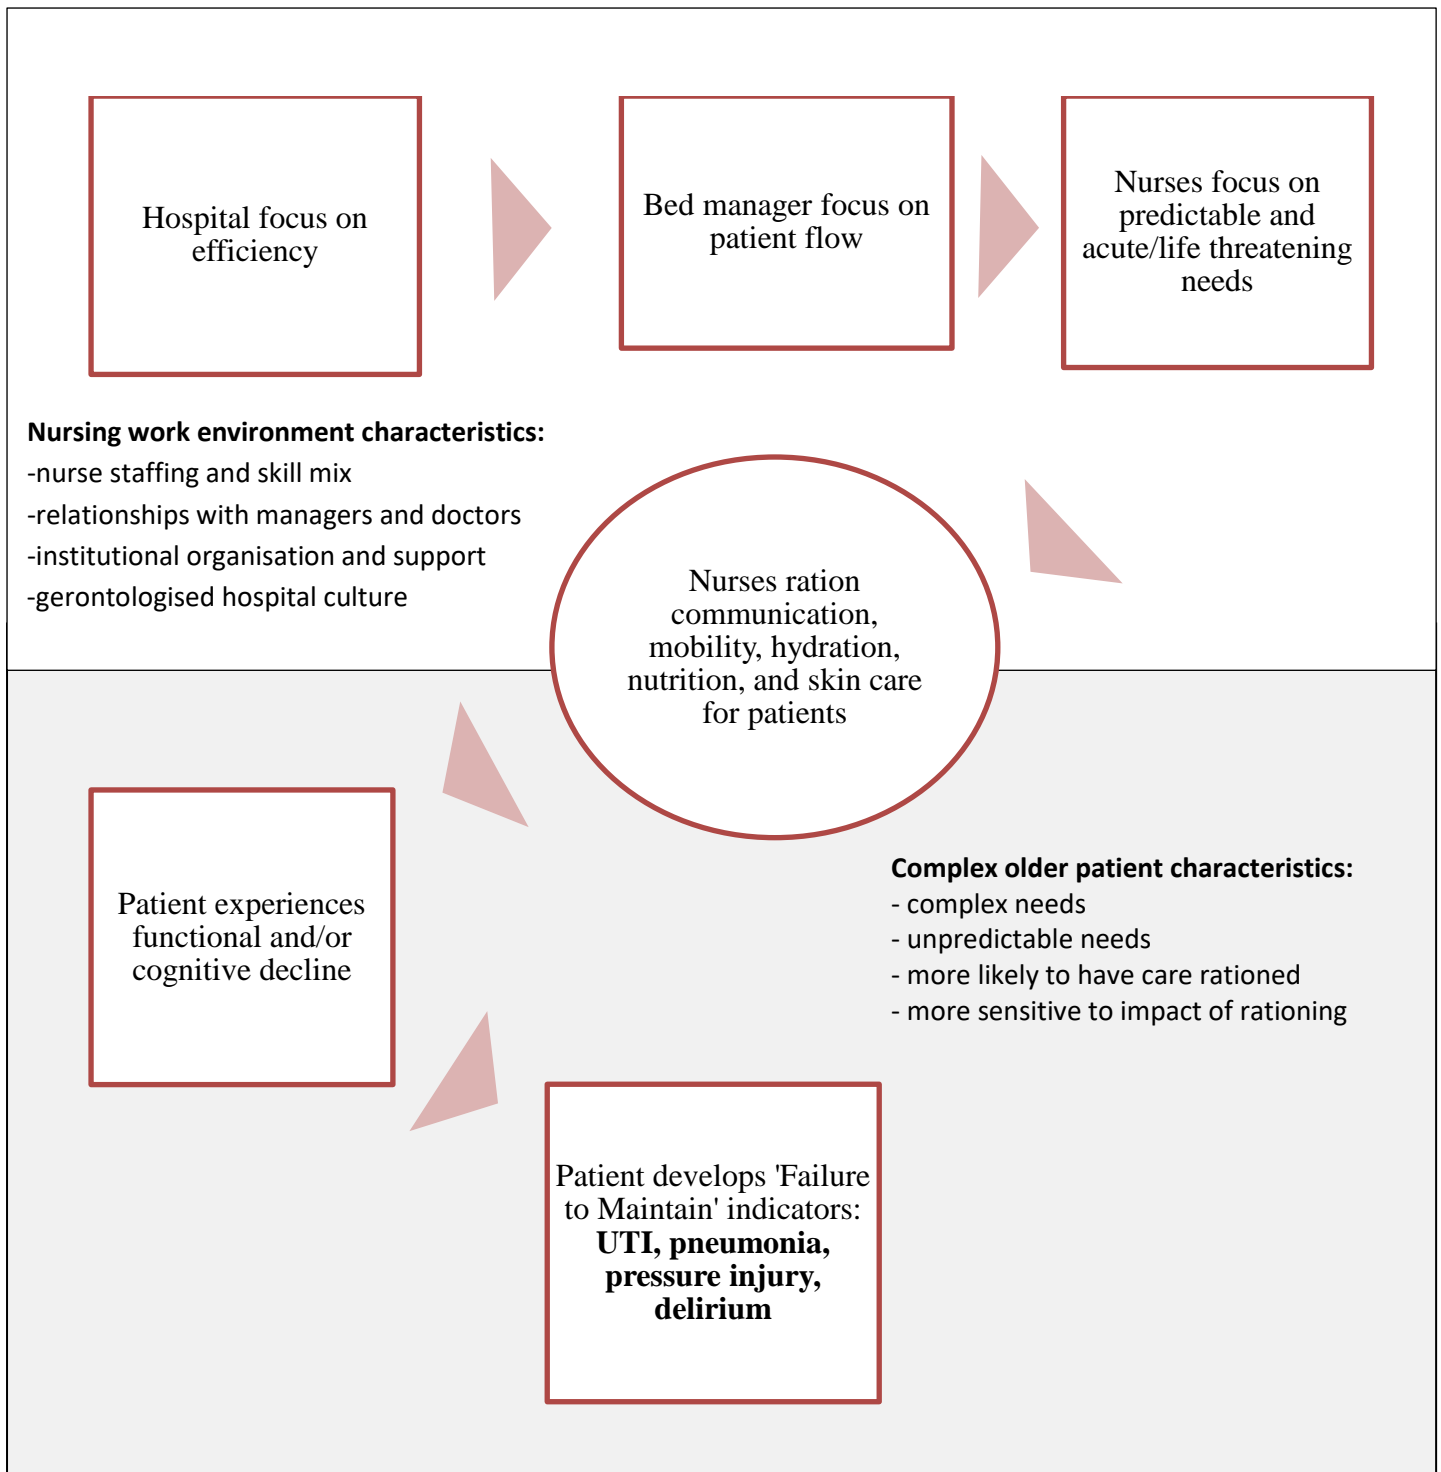 Hospital focus on
efficiency
Bed manager focus on
patient flow
Nurses focus on
predictable and
acute/life threatening
needs
Nursing work environment characteristics:
-nurse staffing and skill mix
-relationships with managers and doctors
-institutional organisation and support
-gerontologised hospital culture
Nurses ration
communication,
mobility, hydration,
nutrition, and skin care
for patients
Patient experiences
functional and/or
cognitive decline
Complex older patient characteristics:
- complex needs
- unpredictable needs
- more likely to have care rationed
- more sensitive to impact of rationing
Patient develops 'Failure
to Maintain' indicators:
UTI, pneumonia,
pressure injury,
delirium